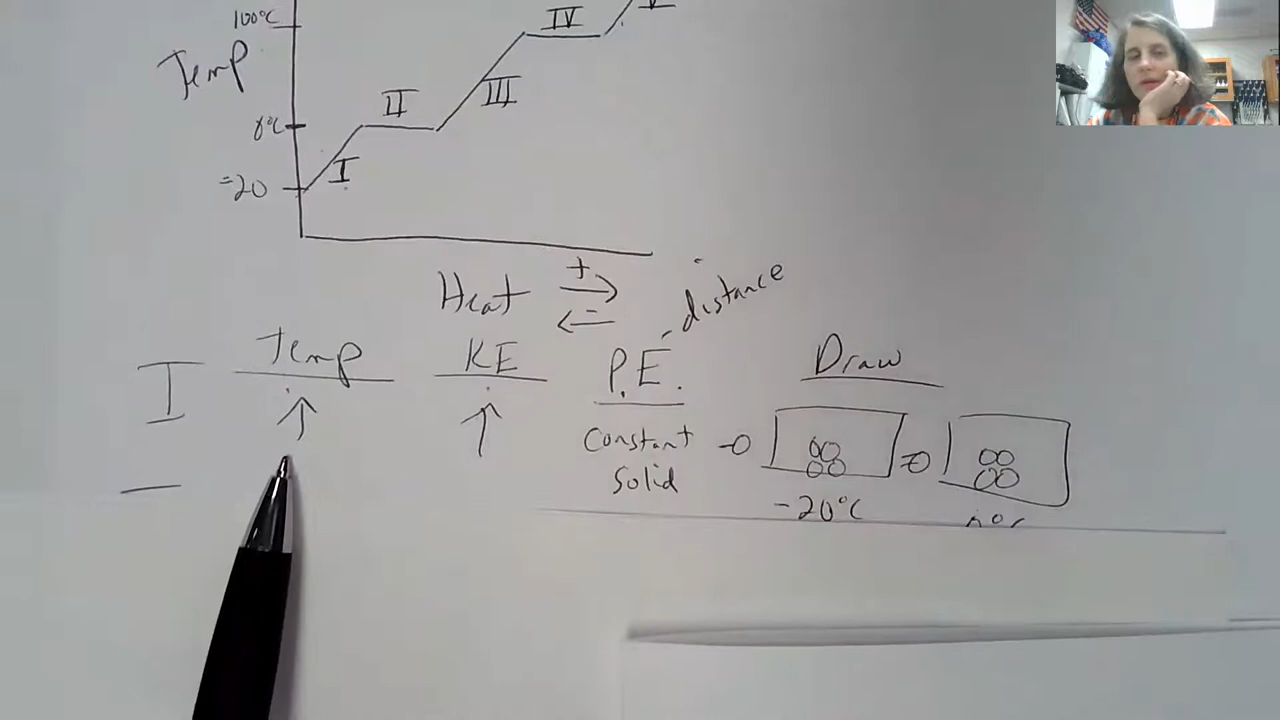 100°C
IV
V
Temp
II
III
0°C
I
-20
Heat + →
← -
distance
I Temp KE P.E. Draw
↑ ↑ Constant
Solid
-20°C